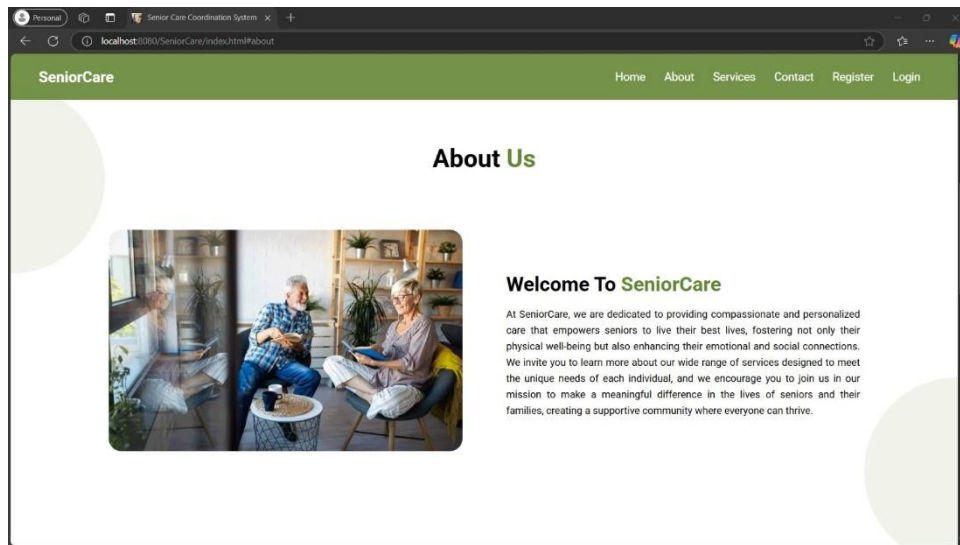 Personal
Senior Care Coordination System
localhost:8080/SeniorCare/index.html#about
SeniorCare
Home About Services Contact Register Login
About Us
Welcome To SeniorCare
At SeniorCare, we are dedicated to providing compassionate and personalized
care that empowers seniors to live their best lives, fostering not only their
physical well-being but also enhancing their emotional and social connections.
We invite you to learn more about our wide range of services designed to meet
the unique needs of each individual, and we encourage you to join us in our
mission to make a meaningful difference in the lives of seniors and their
families, creating a supportive community where everyone can thrive.